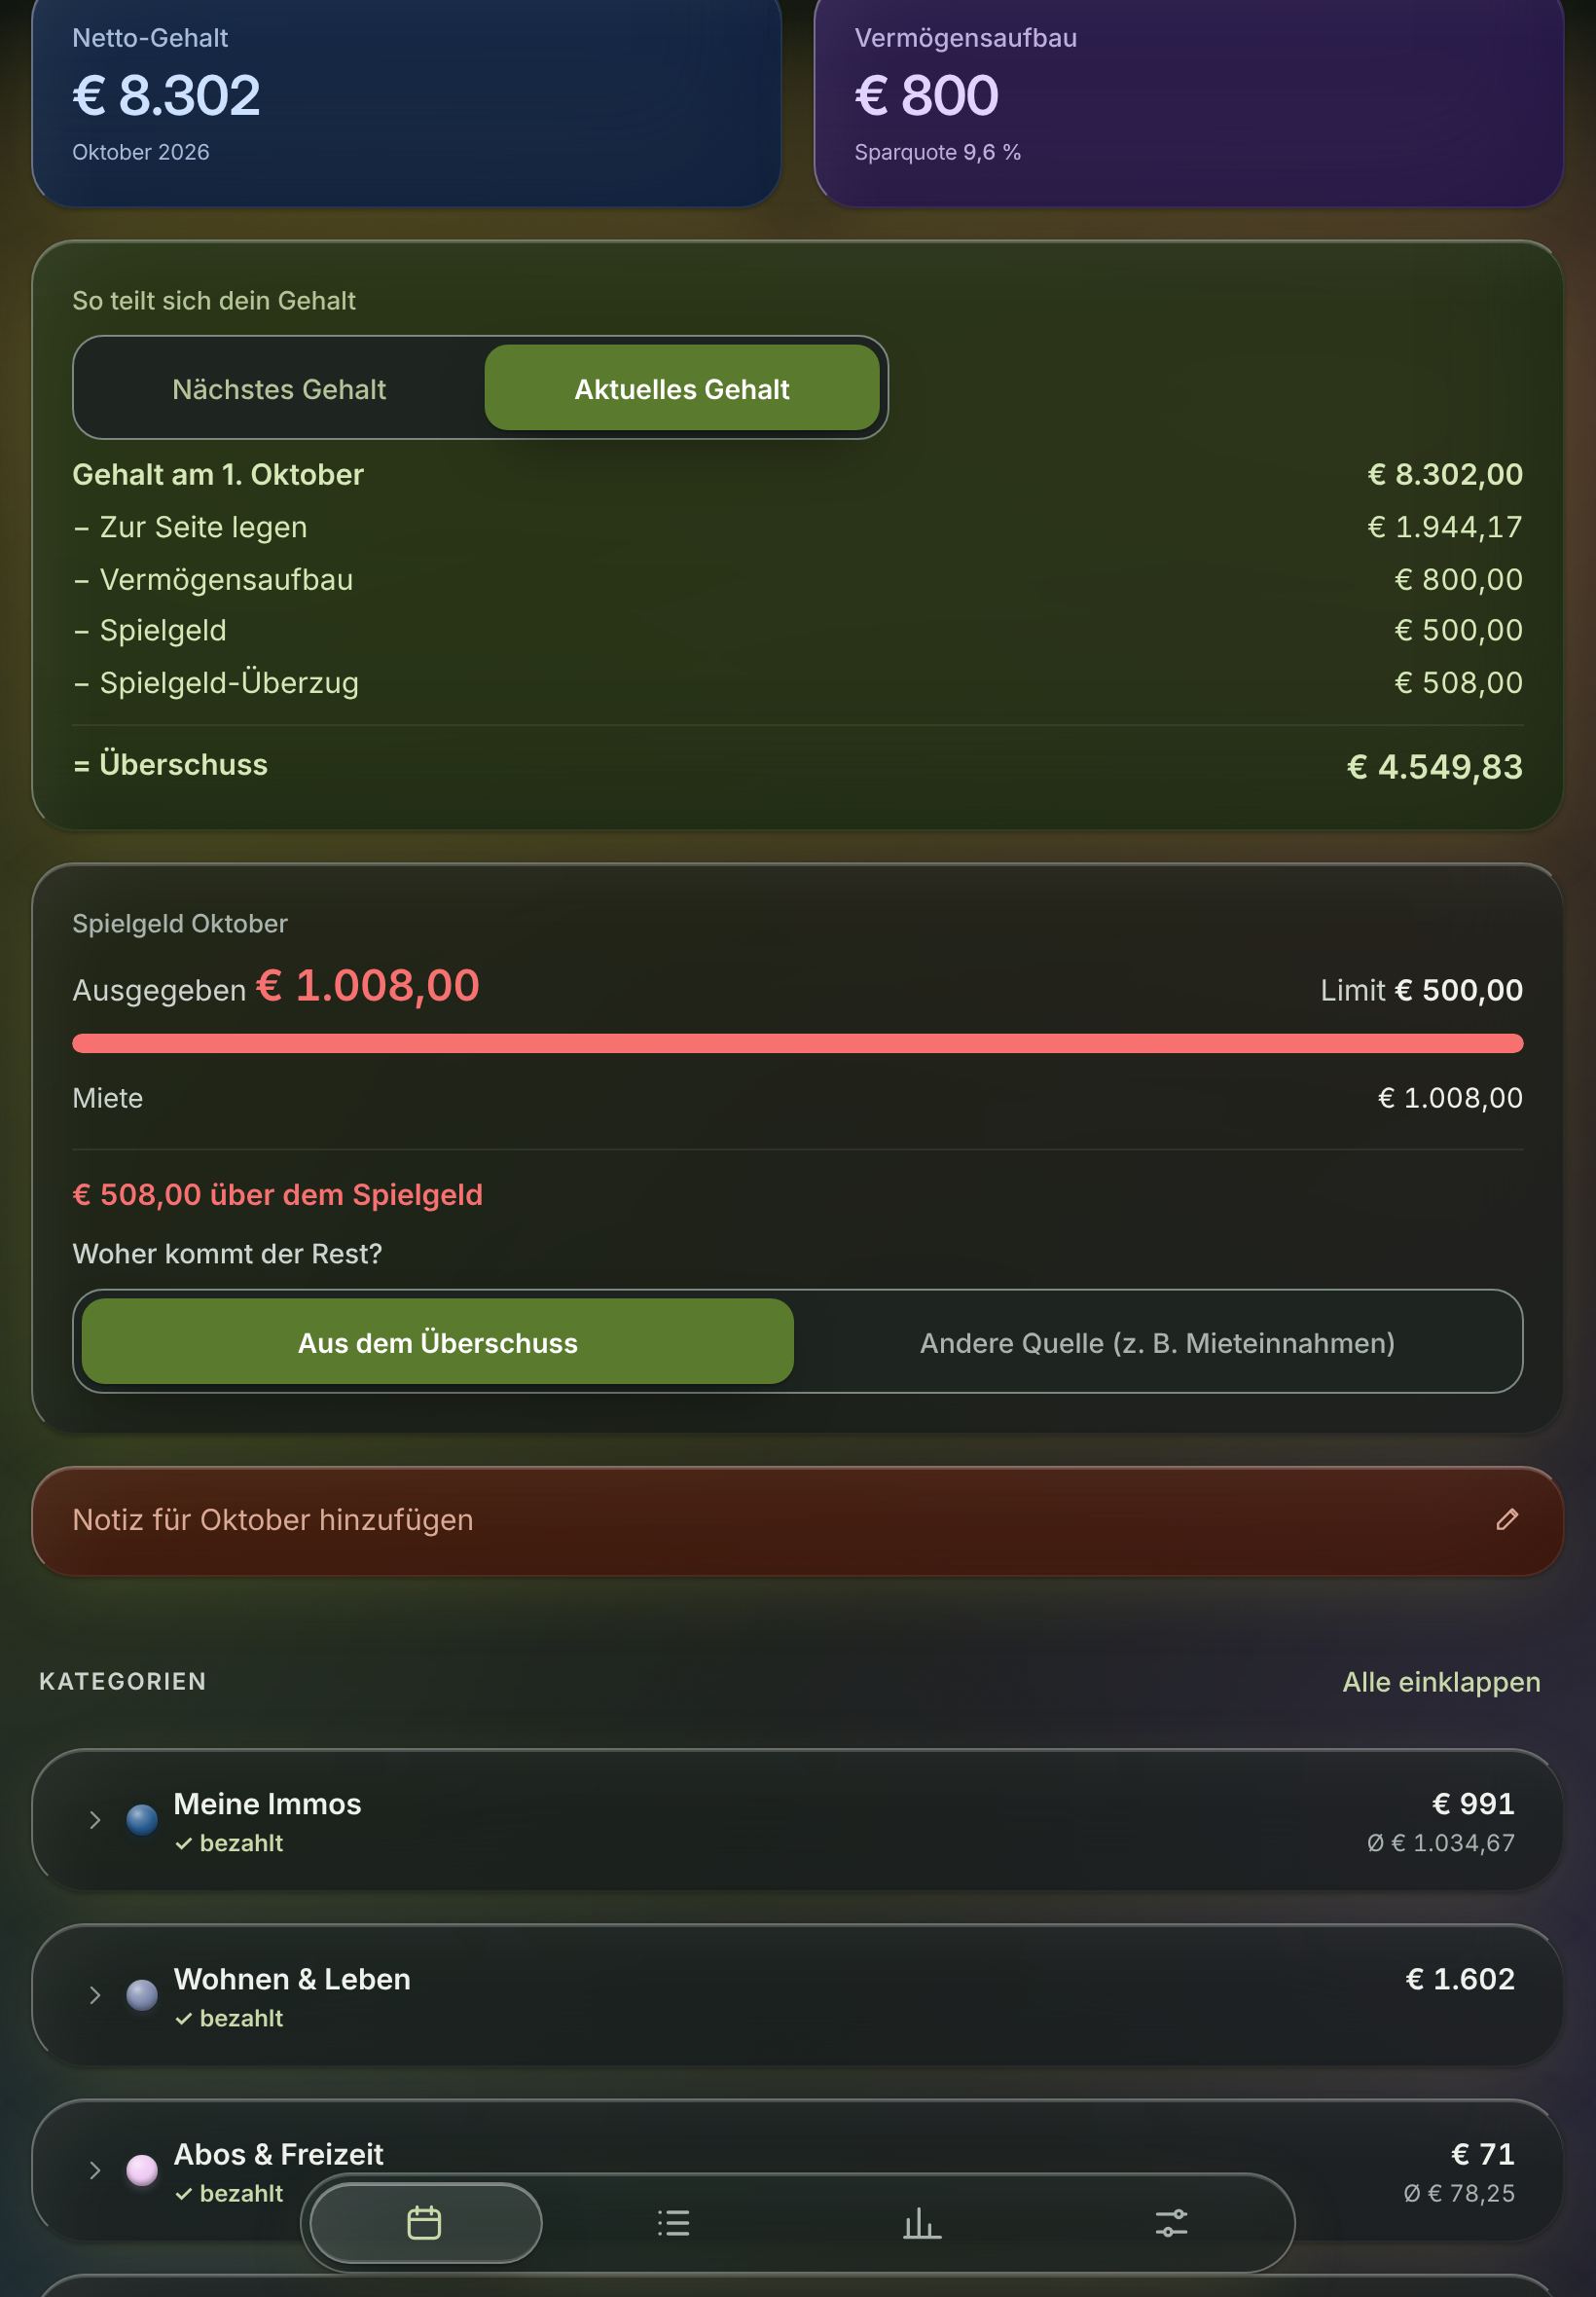 Netto-Gehalt
€ 8.302
Oktober 2026
Vermögensaufbau
€ 800
Sparquote 9,6 %
So teilt sich dein Gehalt
Nächstes Gehalt Aktuelles Gehalt
Gehalt am 1. Oktober € 8.302,00
– Zur Seite legen € 1.944,17
– Vermögensaufbau € 800,00
– Spielgeld € 500,00
– Spielgeld-Überzug € 508,00
= Überschuss € 4.549,83
Spielgeld Oktober
Ausgegeben € 1.008,00 Limit € 500,00
Miete € 1.008,00
€ 508,00 über dem Spielgeld
Woher kommt der Rest?
Aus dem Überschuss Andere Quelle (z. B. Mieteinnahmen)
Notiz für Oktober hinzufügen
KATEGORIEN Alle einklappen
Meine Immos € 991
✓ bezahlt Ø € 1.034,67
Wohnen & Leben € 1.602
✓ bezahlt
Abos & Freizeit € 71
✓ bezahlt Ø € 78,25